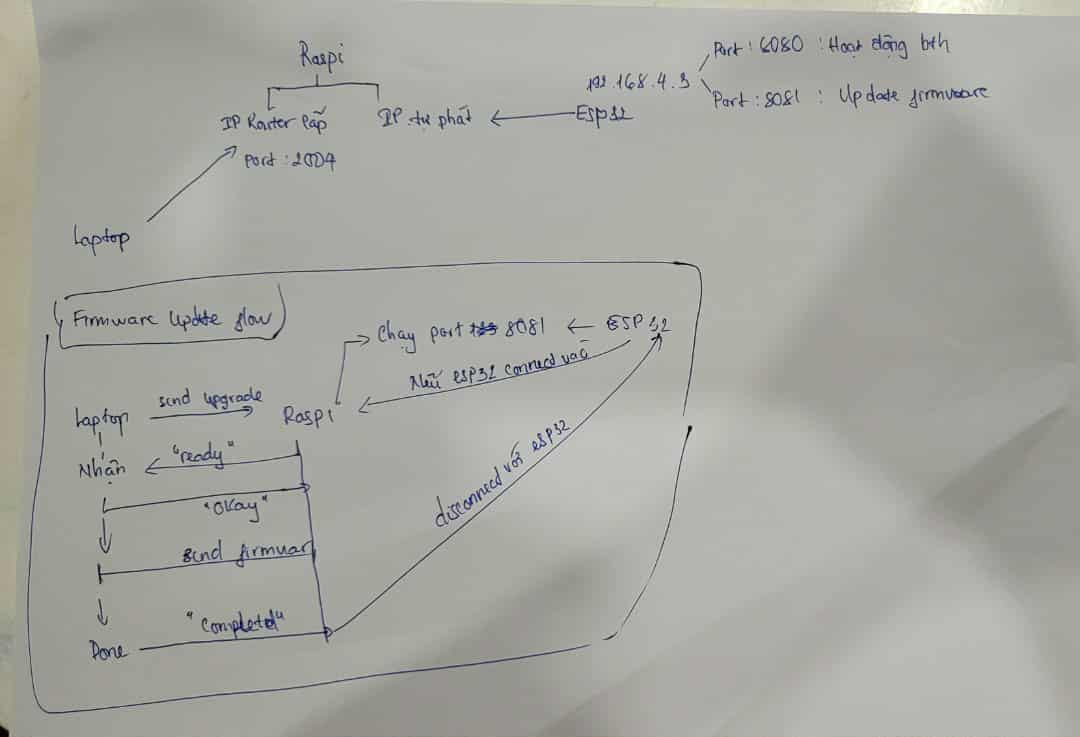 Raspi
Port : 6080 : Hoạt động bth
192.168.4.3
Port : 8081 : Update firmware
IP Router cấp
IP tự phát
ESP32
Port : 2004
Laptop
Firmware Update flow
Chạy port 8081
ESP32
Nếu esp32 connect vào
send upgrade
Laptop
Raspi
"ready"
Nhận
"Okay"
disconnect với esp32
send firmwar
"Completed"
Done